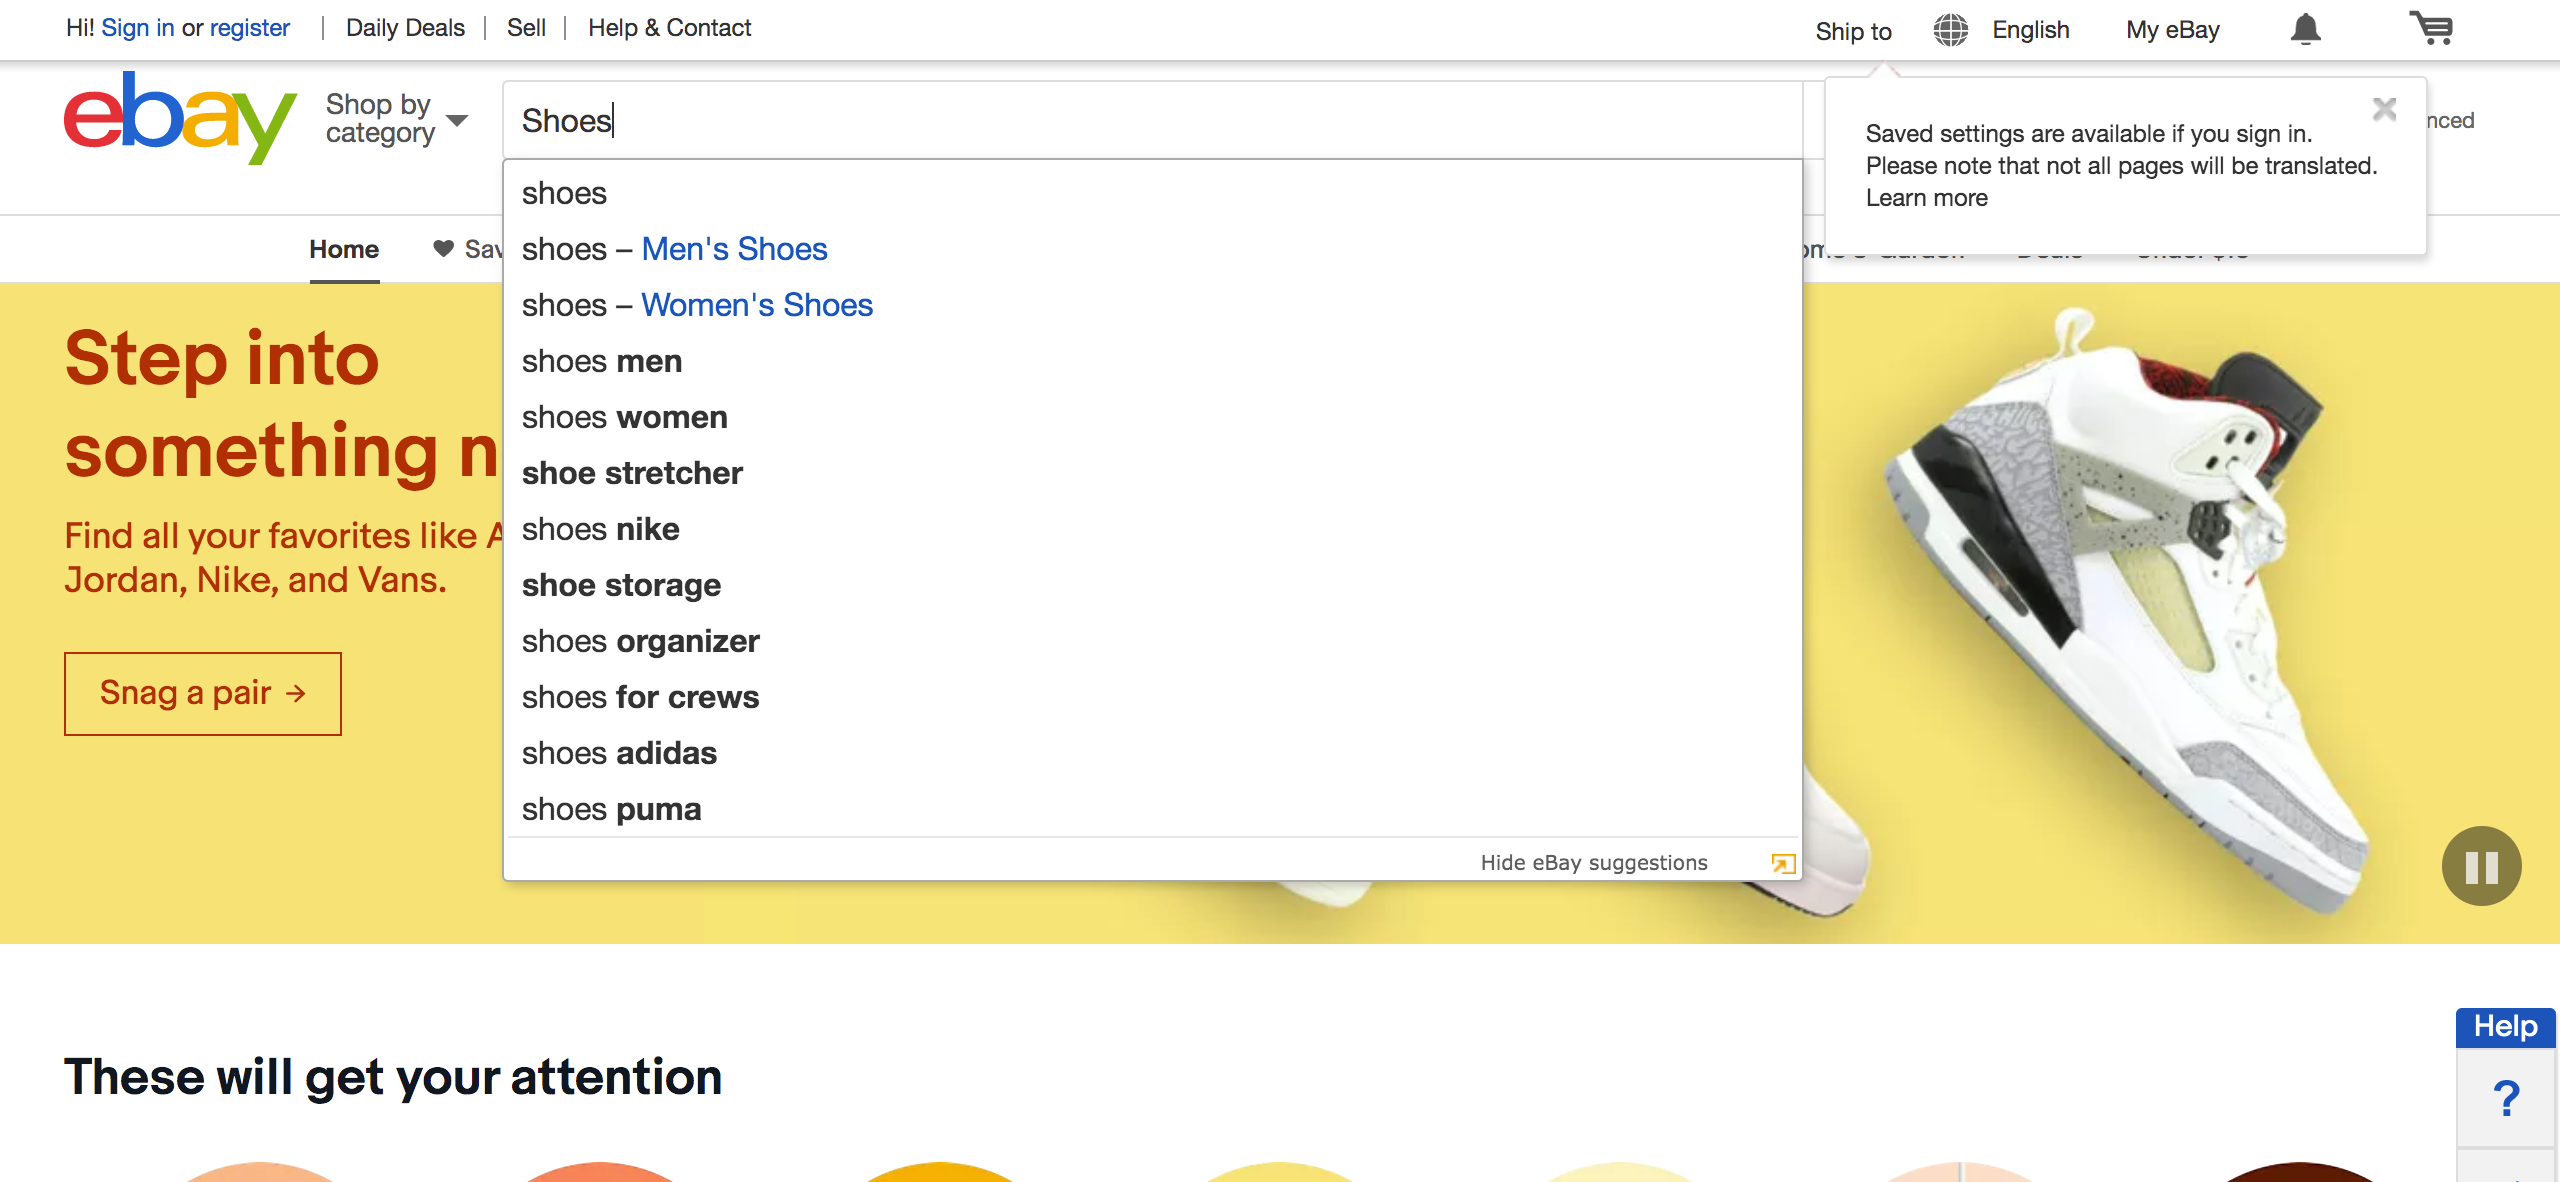 Hi! Sign in or register
Daily Deals
Sell
Help & Contact
Ship to
English
My eBay
ebay
Shop by
category
Shoes
Saved settings are available if you sign in.
Please note that not all pages will be translated.
Learn more
nced
Home
Sav
shoes
shoes – Men's Shoes
shoes – Women's Shoes
shoes men
shoes women
shoe stretcher
shoes nike
shoe storage
shoes organizer
shoes for crews
shoes adidas
shoes puma
Hide eBay suggestions
Step into
something n
Find all your favorites like A
Jordan, Nike, and Vans.
Snag a pair →
These will get your attention
Help
?